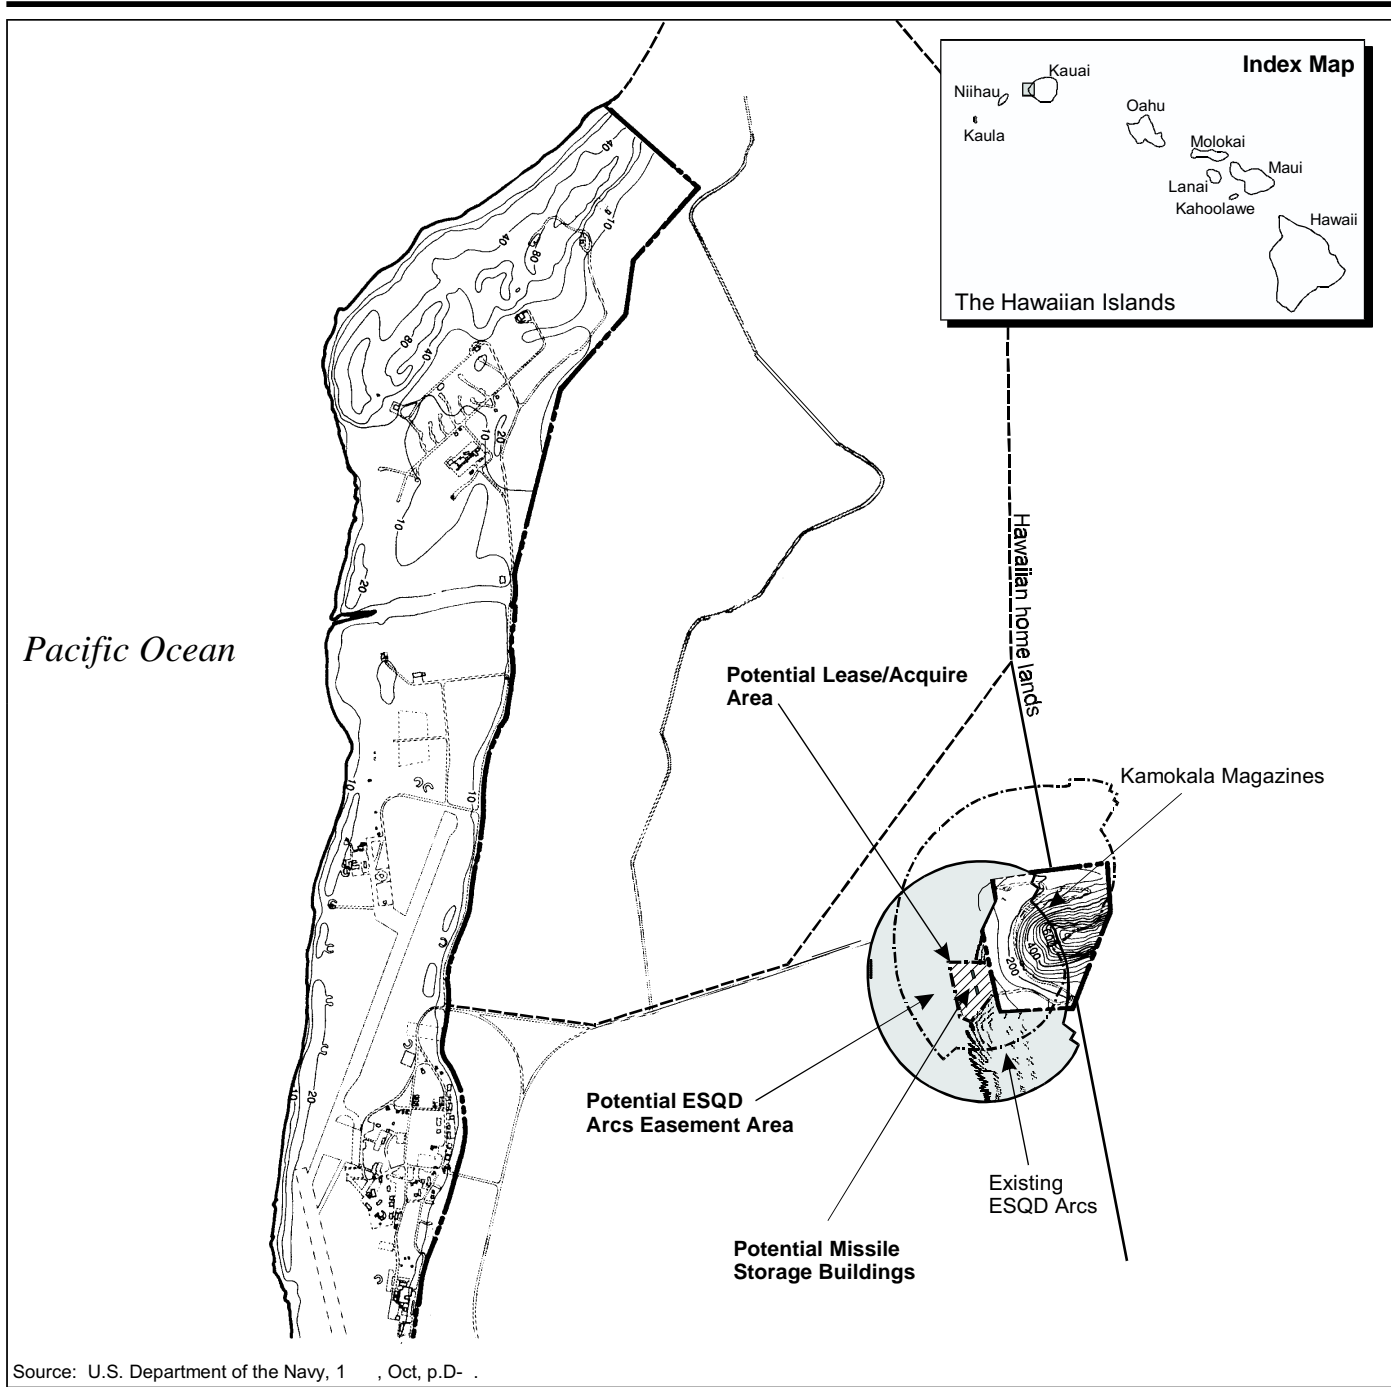 Index Map
Kauai
Niihau
Oahu
Kaula
Molokai
Maui
Lanai
Kahoolawe
Hawaii
The Hawaiian Islands
40
10
40
80
80
40
10
20
10
20
Hawaiian home lands
Pacific Ocean
Potential Lease/Acquire
Area
Kamokala Magazines
10
10
400
200
10
20
Potential ESQD
Arcs Easement Area
Existing
ESQD Arcs
Potential Missile
Storage Buildings
Source: U.S. Department of the Navy, 1 , Oct, p.D- .